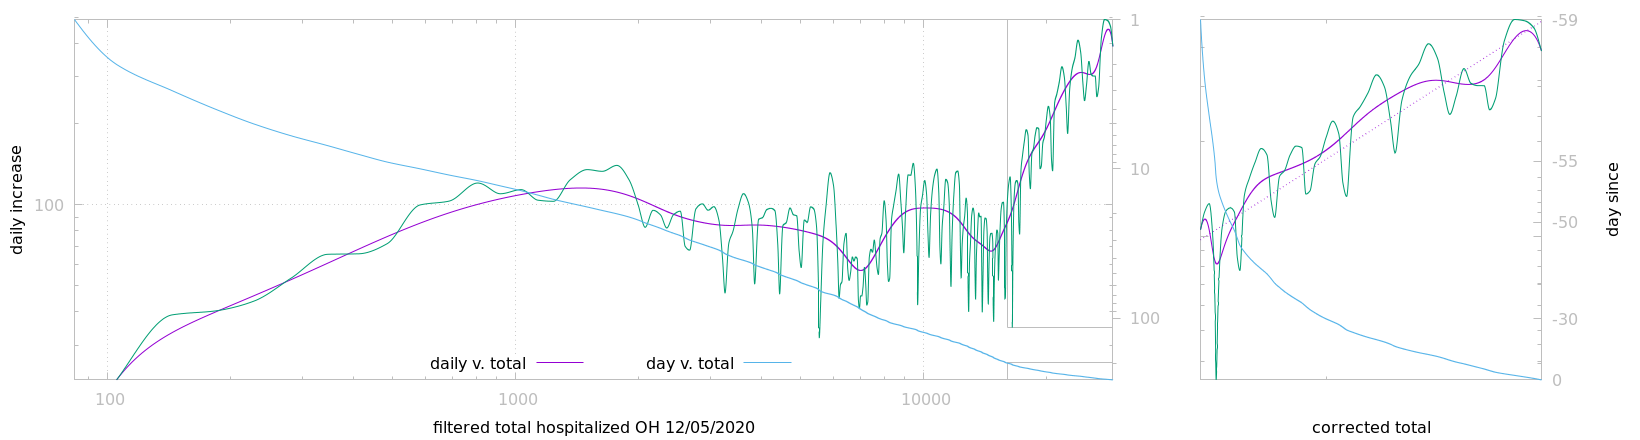 daily increase
100
daily v. total
day v. total
100
1000
10000
filtered total hospitalized OH 12/05/2020
1
10
100
-59
-55
-50
-30
0
day since
corrected total